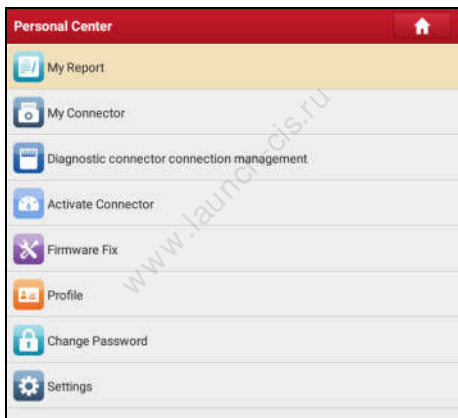 Personal Center
My Report
My Connector
Diagnostic connector connection management
Activate Connector
Firmware Fix
Profile
Change Password
Settings
www.launch-cis.ru